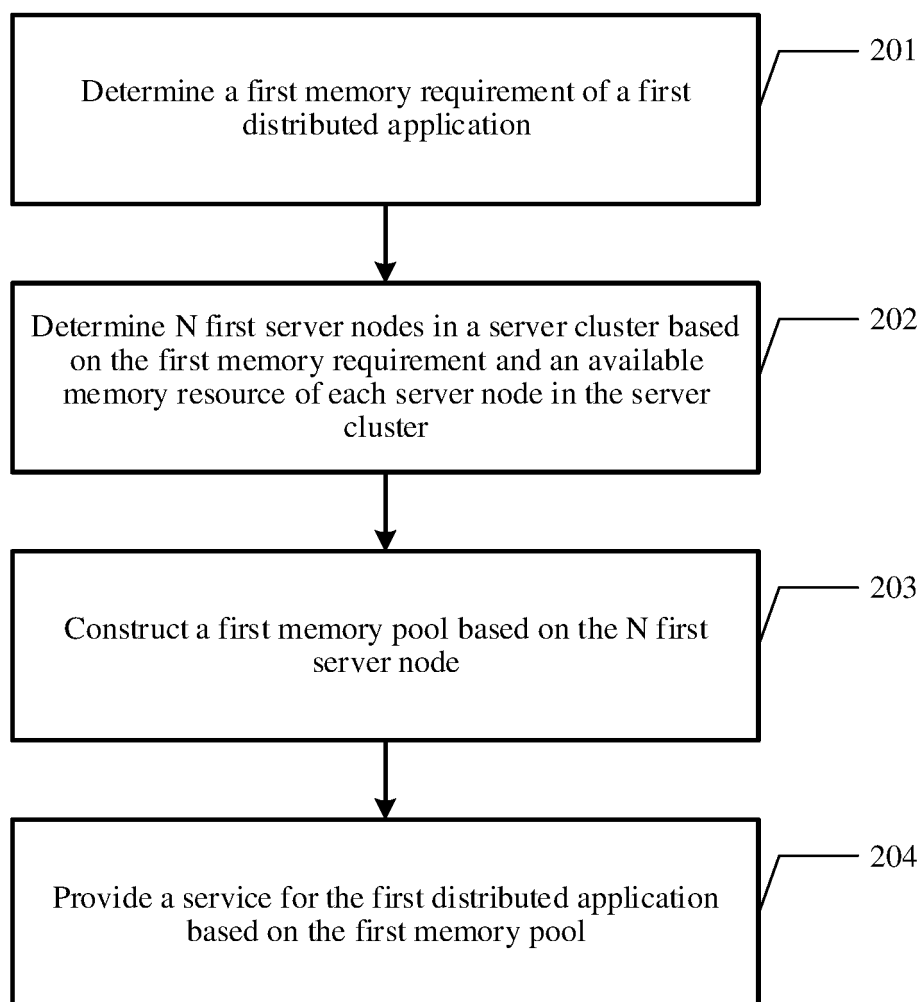 201
Determine a first memory requirement of a first
distributed application
202
Determine N first server nodes in a server cluster based
on the first memory requirement and an available
memory resource of each server node in the server
cluster
203
Construct a first memory pool based on the N first
server node
204
Provide a service for the first distributed application
based on the first memory pool